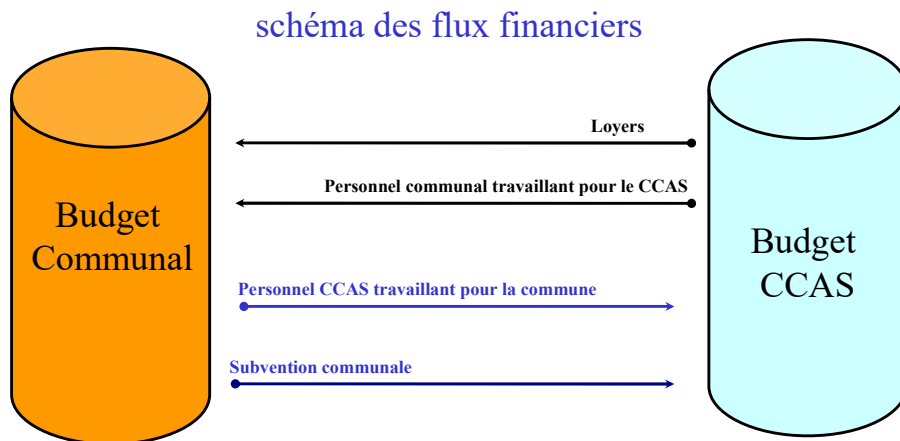 schéma des flux financiers
Loyers
Personnel communal travaillant pour le CCAS
Budget
Communal
Budget
CCAS
Personnel CCAS travaillant pour la commune
Subvention communale